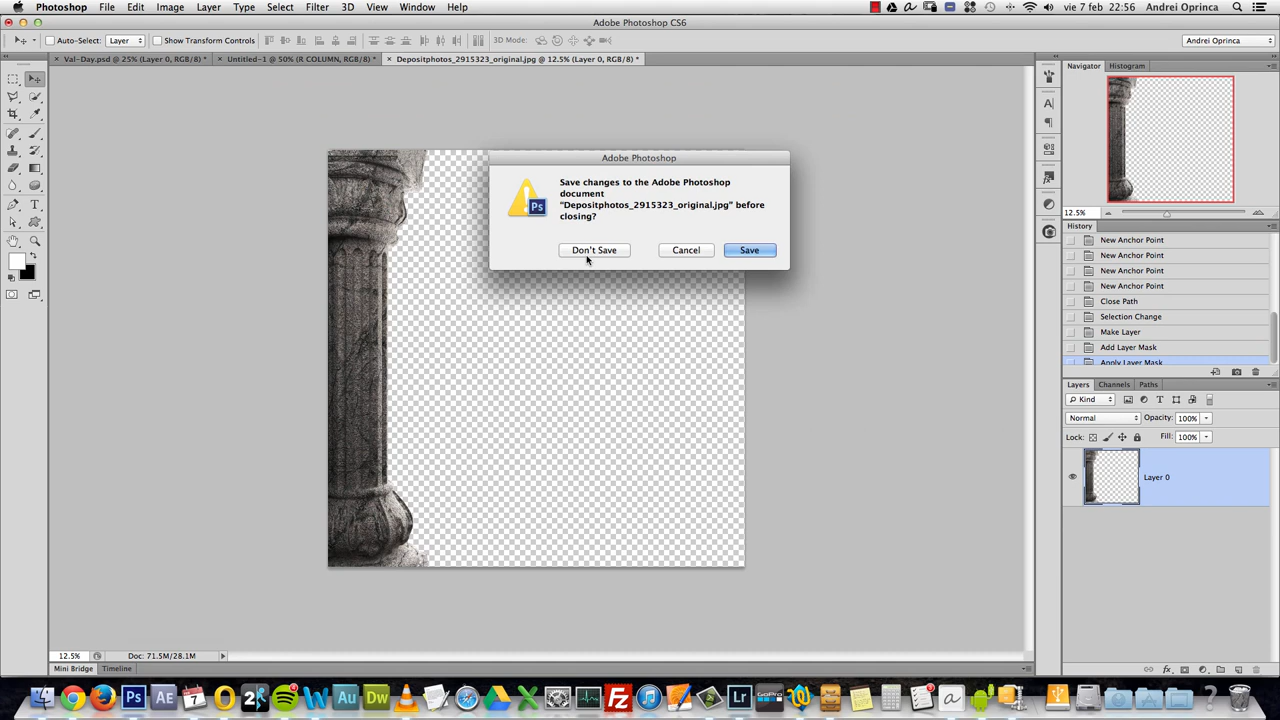 Photoshop File Edit Image Layer Type Select Filter 3D View Window Help vie 7 feb 22:56 Andrei Oprinca
Adobe Photoshop CS6
Auto-Select: Layer Show Transform Controls 3D Mode: Andrei Oprinca
× Val-Day.psd @ 25% (Layer 0, RGB/8) * × Untitled-1 @ 50% (R COLUMN, RGB/8) * × Depositphotos_2915323_original.jpg @ 12.5% (Layer 0, RGB/8) *
Navigator Histogram
Adobe Photoshop
Save changes to the Adobe Photoshop
document
“Depositphotos_2915323_original.jpg” before
closing?
Don't Save Cancel Save
12.5%
History
New Anchor Point
New Anchor Point
New Anchor Point
New Anchor Point
Close Path
Selection Change
Make Layer
Add Layer Mask
Apply Layer Mask
Layers Channels Paths
Kind
Normal Opacity: 100%
Lock: Fill: 100%
Layer 0
12.5% Doc: 71.5M/28.1M
Mini Bridge Timeline